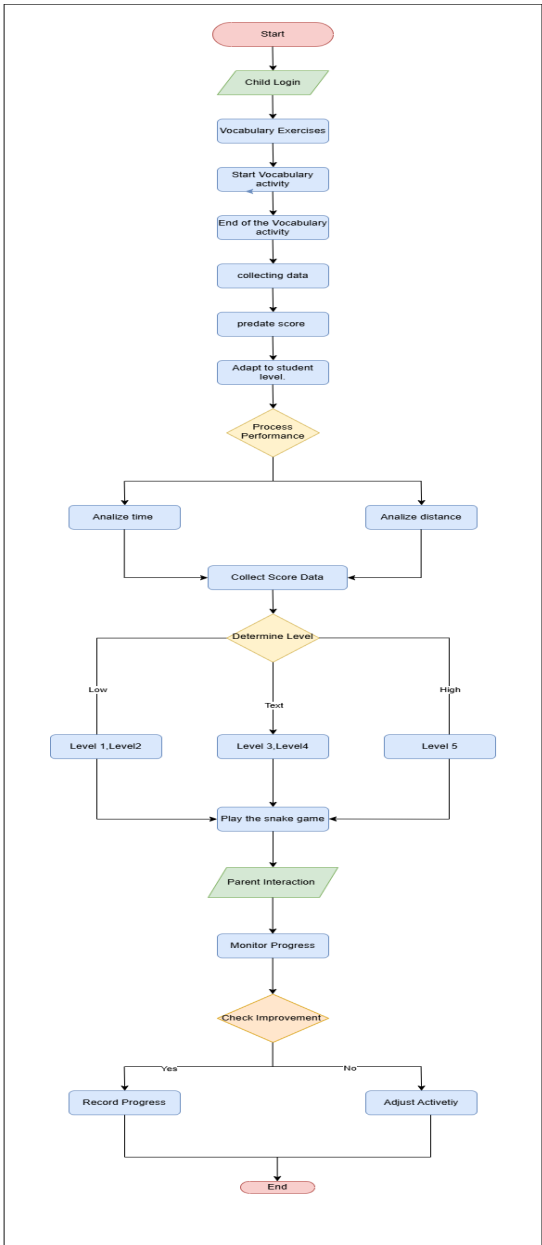 Start
Child Login
Vocabulary Exercises
Start Vocabulary
activity
End of the Vocabulary
activity
collecting data
predate score
Adapt to student
level.
Process
Performance
Analize time
Analize distance
Collect Score Data
Determine Level
Low
Text
High
Level 1,Level2
Level 3,Level4
Level 5
Play the snake game
Parent Interaction
Monitor Progress
Check Improvement
Yes
No
Record Progress
Adjust Activetiy
End